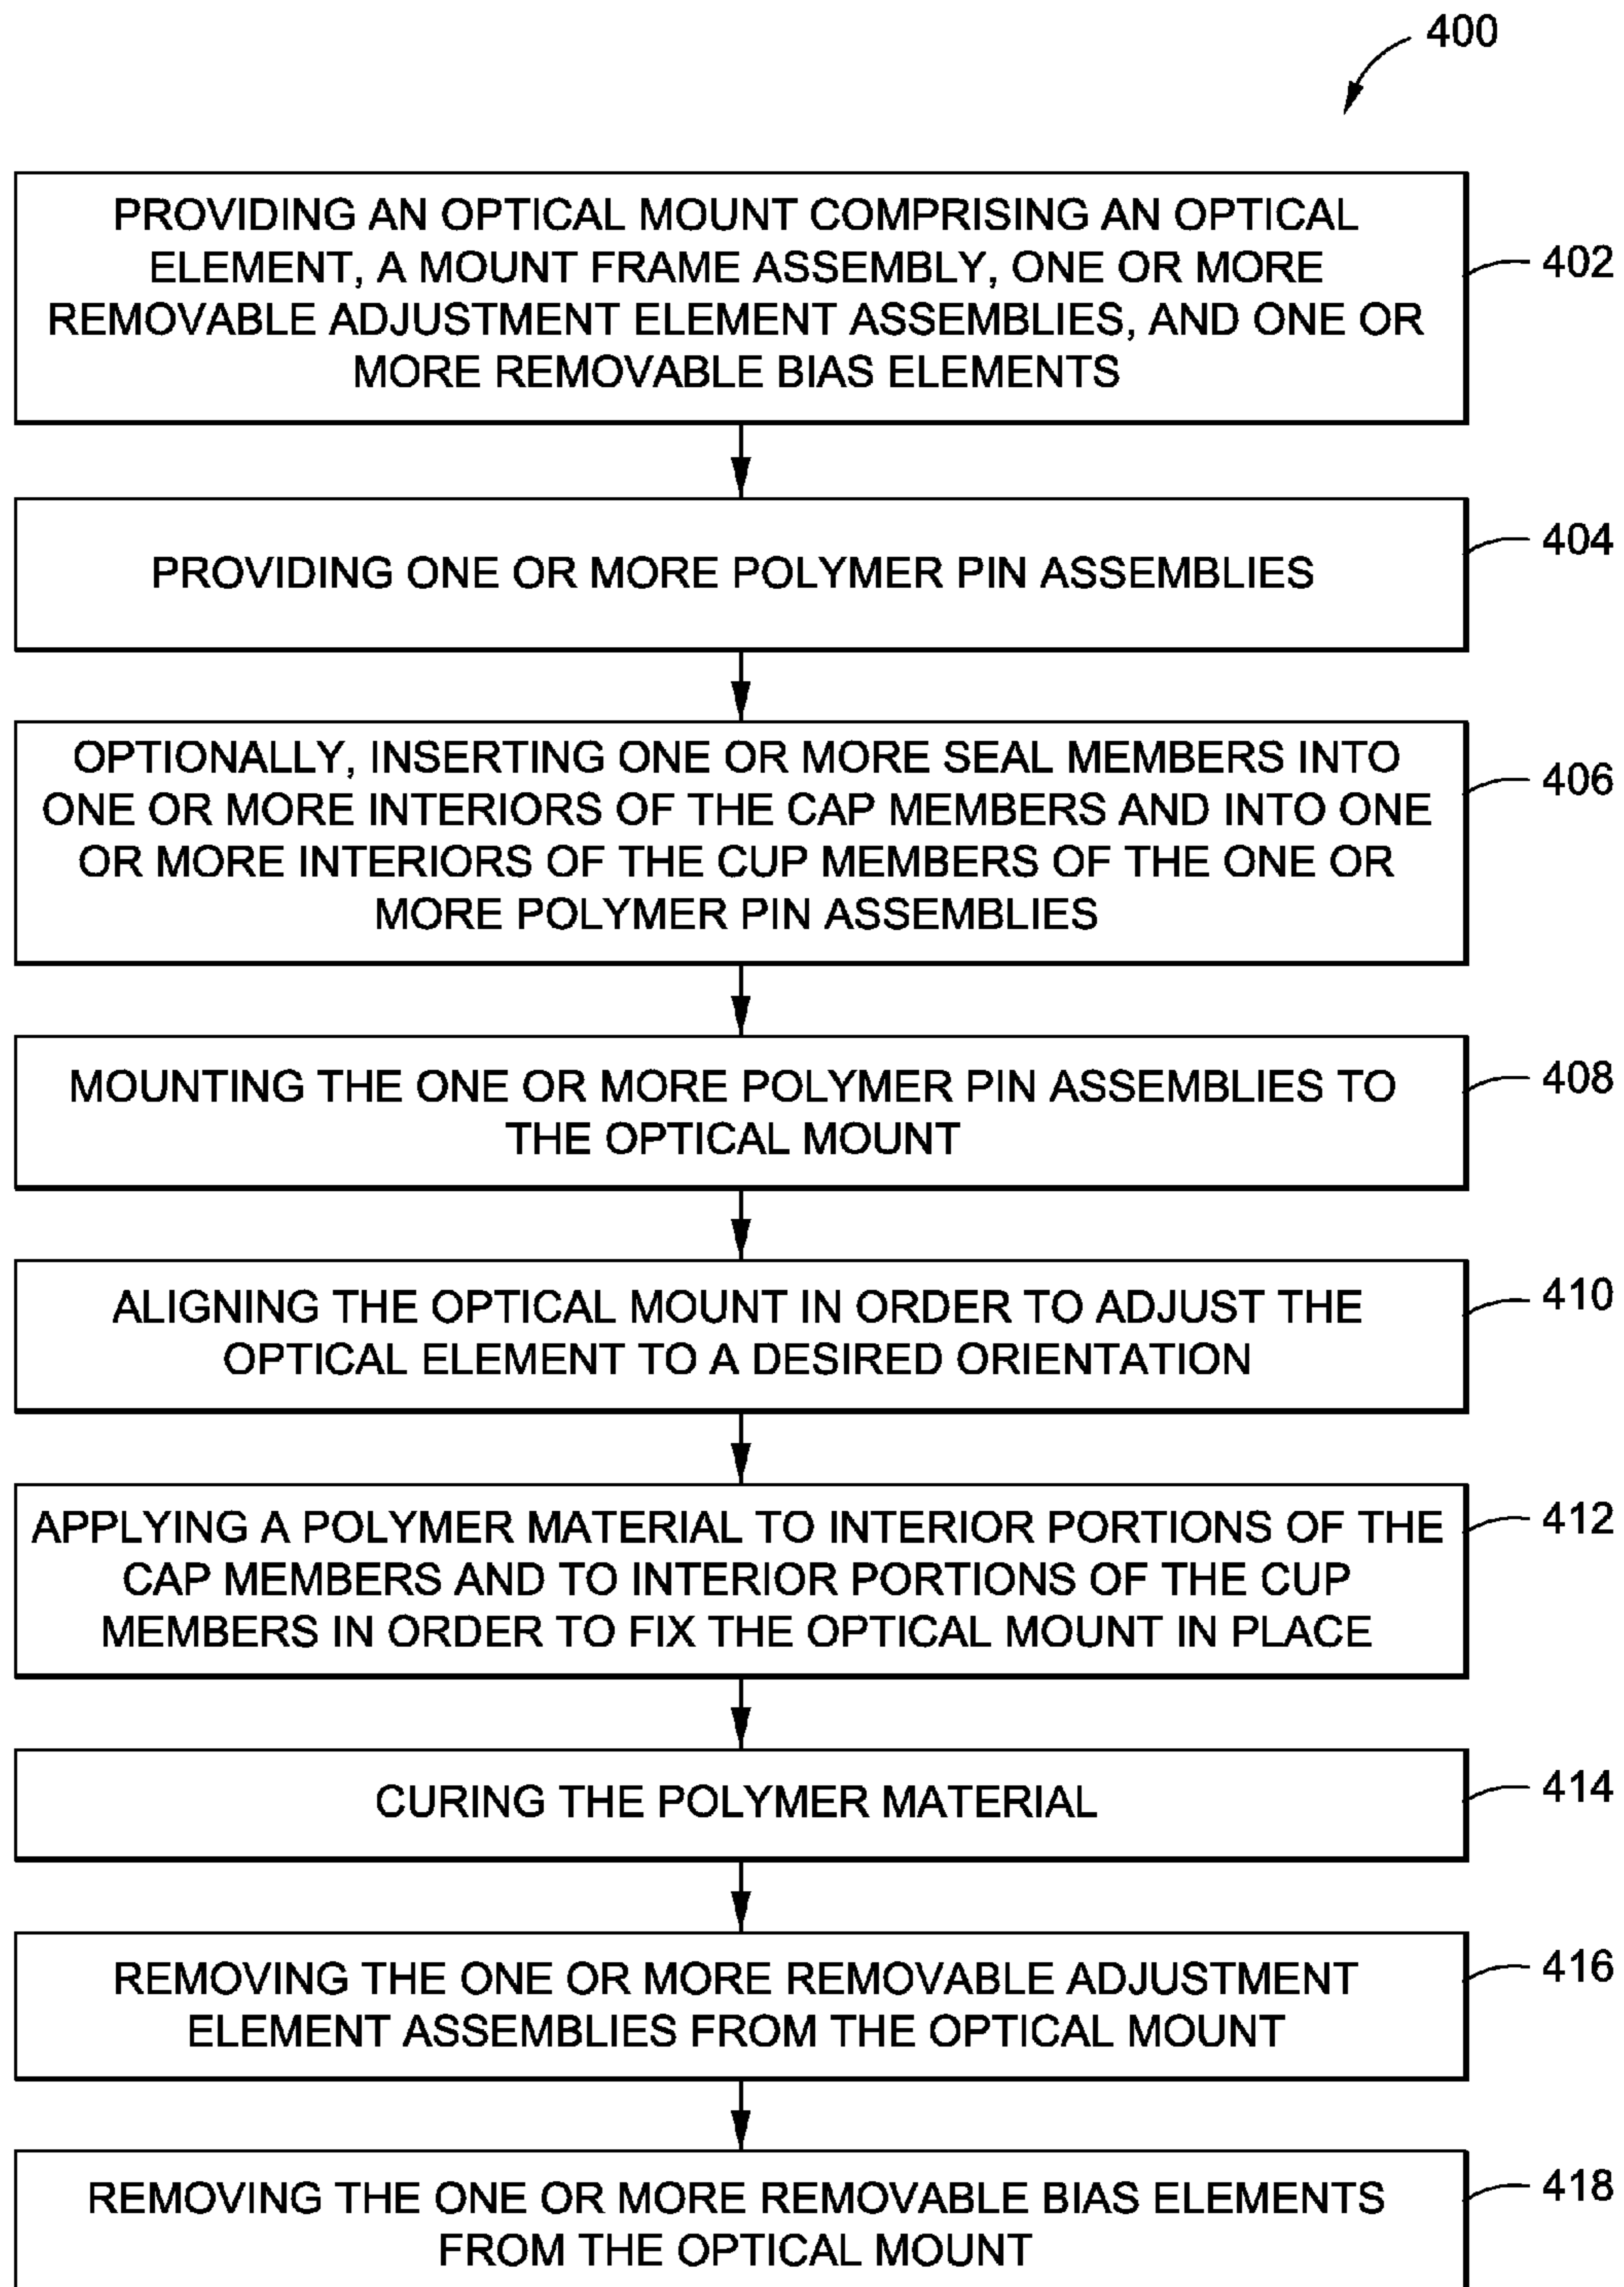 400
PROVIDING AN OPTICAL MOUNT COMPRISING AN OPTICAL
ELEMENT, A MOUNT FRAME ASSEMBLY, ONE OR MORE
REMOVABLE ADJUSTMENT ELEMENT ASSEMBLIES, AND ONE OR
MORE REMOVABLE BIAS ELEMENTS
402
PROVIDING ONE OR MORE POLYMER PIN ASSEMBLIES
404
OPTIONALLY, INSERTING ONE OR MORE SEAL MEMBERS INTO
ONE OR MORE INTERIORS OF THE CAP MEMBERS AND INTO ONE
OR MORE INTERIORS OF THE CUP MEMBERS OF THE ONE OR
MORE POLYMER PIN ASSEMBLIES
406
MOUNTING THE ONE OR MORE POLYMER PIN ASSEMBLIES TO
THE OPTICAL MOUNT
408
ALIGNING THE OPTICAL MOUNT IN ORDER TO ADJUST THE
OPTICAL ELEMENT TO A DESIRED ORIENTATION
410
APPLYING A POLYMER MATERIAL TO INTERIOR PORTIONS OF THE
CAP MEMBERS AND TO INTERIOR PORTIONS OF THE CUP
MEMBERS IN ORDER TO FIX THE OPTICAL MOUNT IN PLACE
412
CURING THE POLYMER MATERIAL
414
REMOVING THE ONE OR MORE REMOVABLE ADJUSTMENT
ELEMENT ASSEMBLIES FROM THE OPTICAL MOUNT
416
REMOVING THE ONE OR MORE REMOVABLE BIAS ELEMENTS
FROM THE OPTICAL MOUNT
418